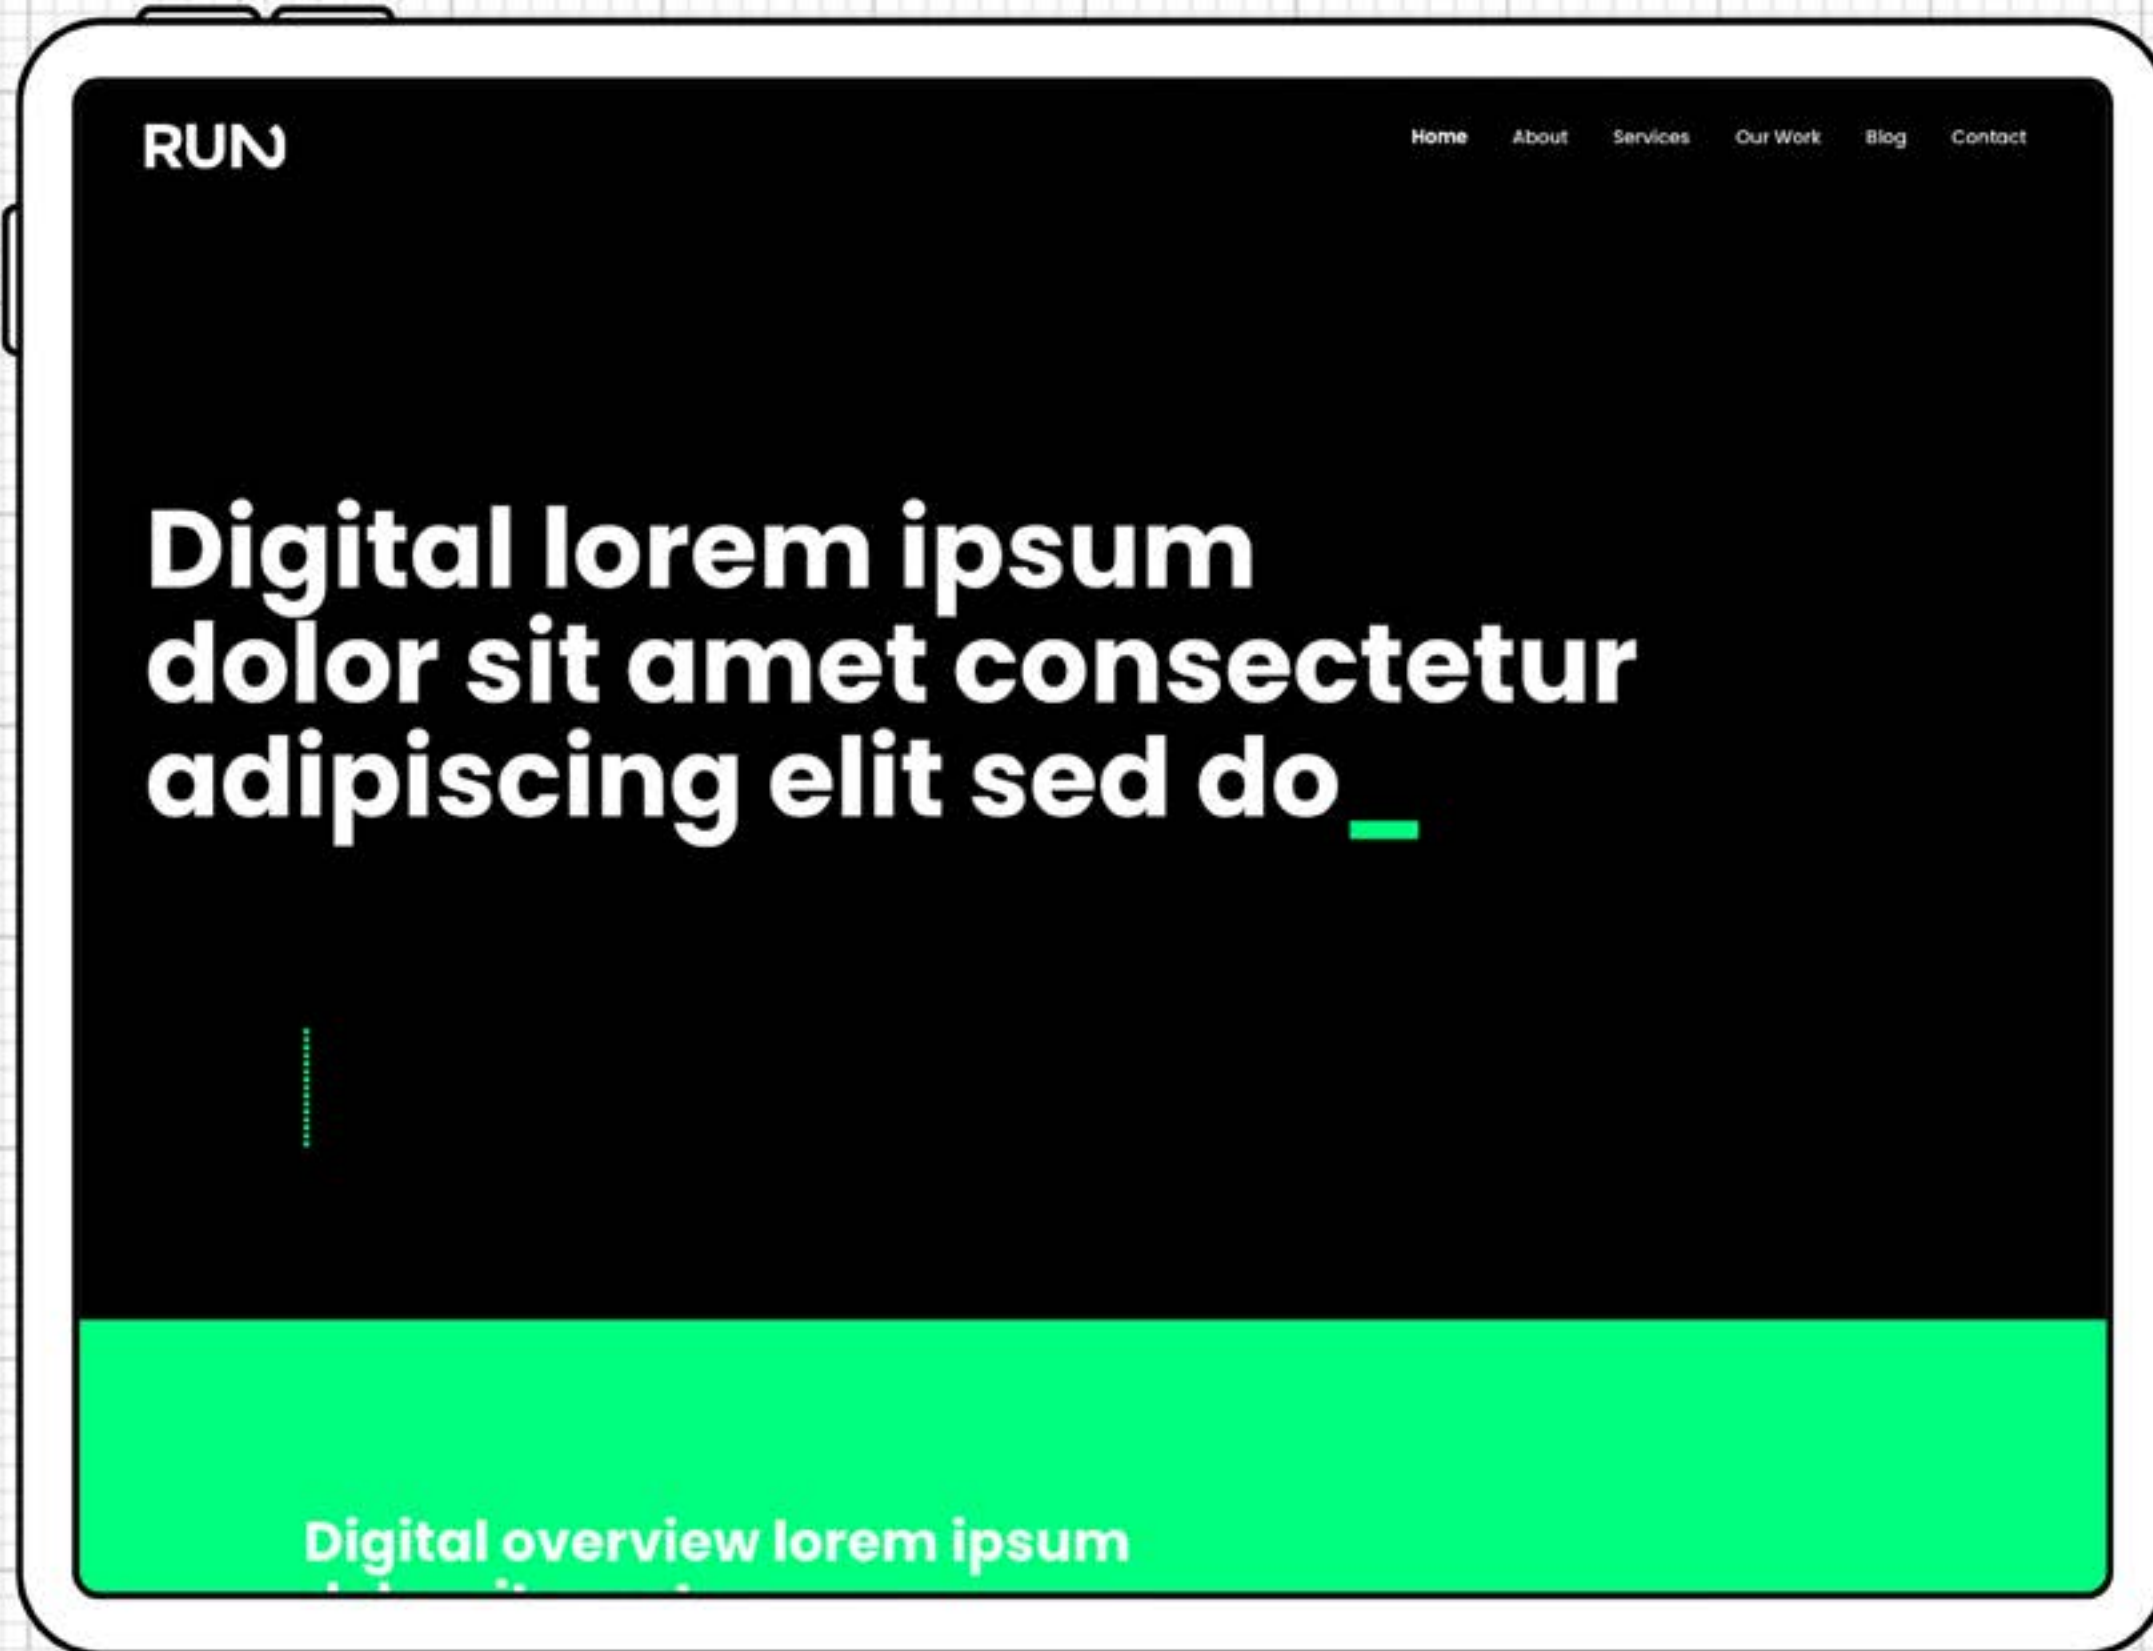 RUN
Home About Services Our Work Blog Contact
Digital lorem ipsum
dolor sit amet consectetur
adipiscing elit sed do_
Digital overview lorem ipsum